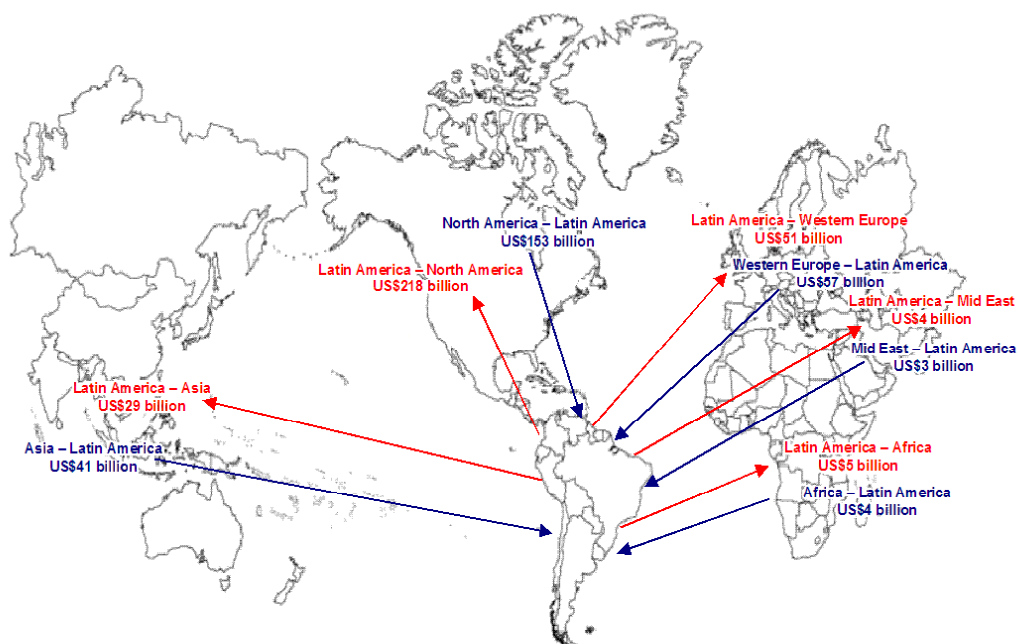 North America – Latin America
US$153 billion
Latin America – Western Europe
US$51 billion
Latin America – North America
US$218 billion
Western Europe – Latin America
US$57 billion
Latin America – Mid East
US$4 billion
Mid East – Latin America
US$3 billion
Latin America – Asia
US$29 billion
Asia – Latin America
US$41 billion
Latin America – Africa
US$5 billion
Africa – Latin America
US$4 billion